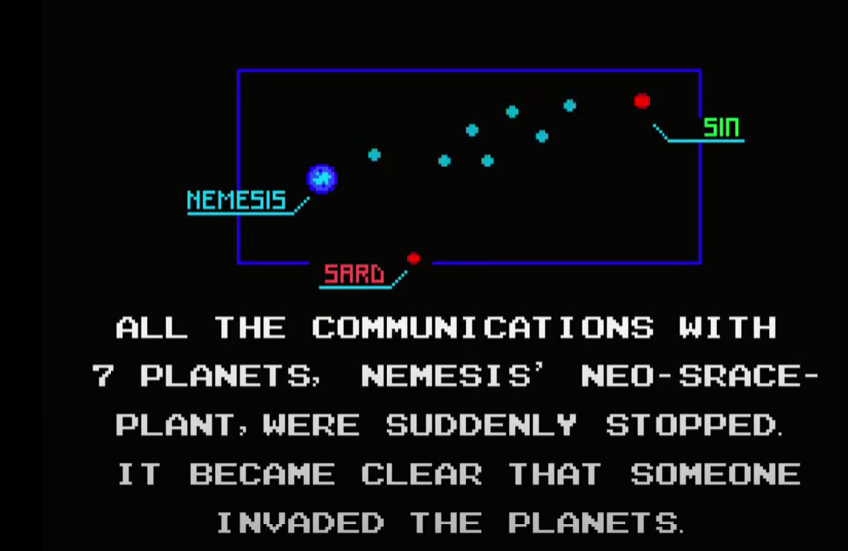 SIN
NEMESIS
SARD
ALL THE COMMUNICATIONS WITH
7 PLANETS, NEMESIS' NEO-SRACE-
PLANT, WERE SUDDENLY STOPPED.
IT BECAME CLEAR THAT SOMEONE
INVADED THE PLANETS.